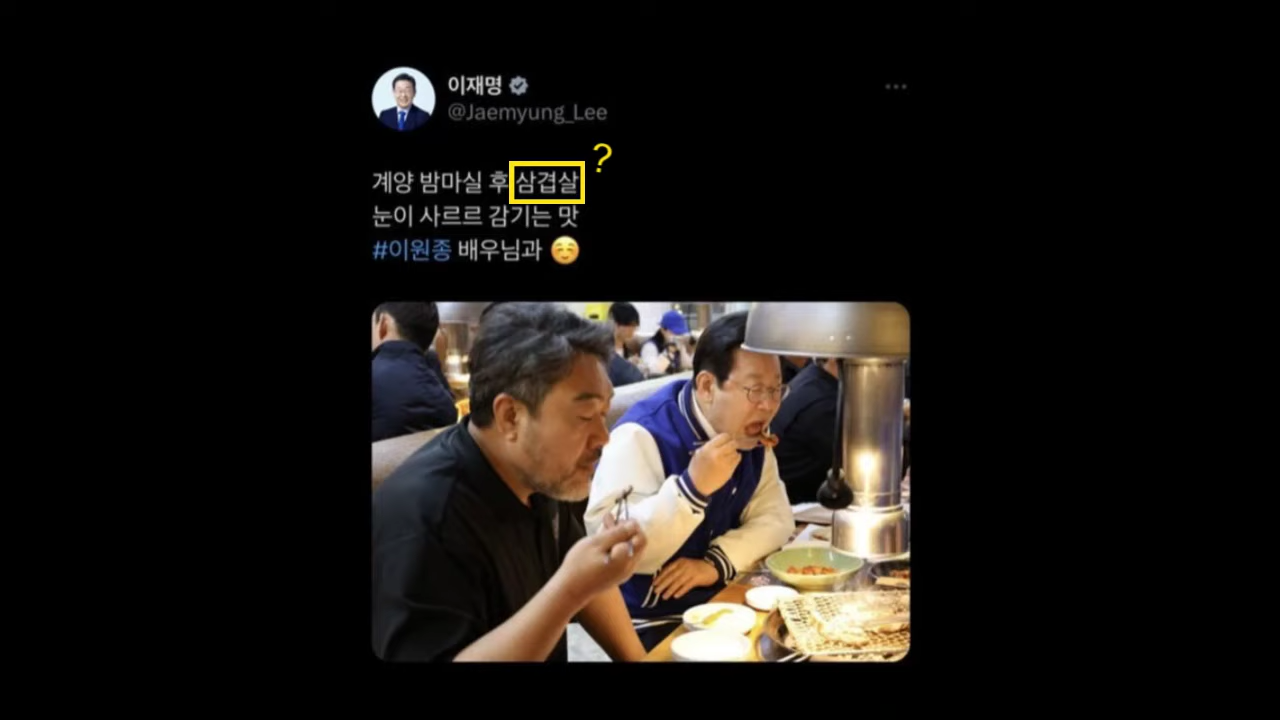 이재명
@Jaemyung_Lee
?
계양 밤마실 후 삼겹살
눈이 사르르 감기는 맛
#이원종 배우님과 ☺️